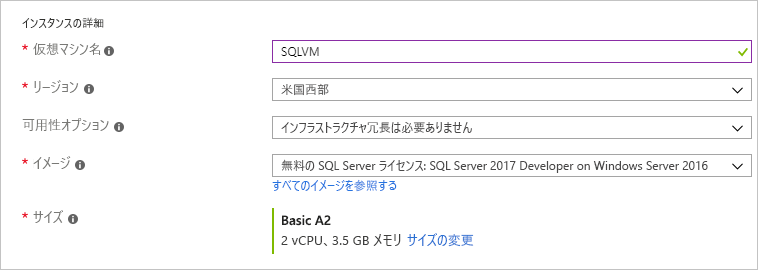 インスタンスの詳細
* 仮想マシン名 SQLVM
* リージョン 米国西部
可用性オプション インフラストラクチャ冗長は必要ありません
* イメージ 無料の SQL Server ライセンス: SQL Server 2017 Developer on Windows Server 2016
すべてのイメージを参照する
* サイズ Basic A2
2 vCPU、3.5 GB メモリ サイズの変更